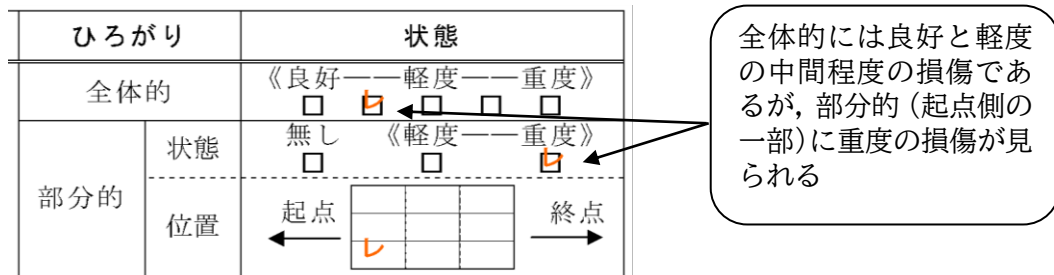 ひろがり 状態
全体的 《良好――軽度――重度》
□ □ □ □ □
部分的 状態 無し 《軽度――重度》
□ □ □
位置 起点 終点
全体的には良好と軽度
の中間程度の損傷であ
るが,部分的(起点側の
一部)に重度の損傷が見
られる